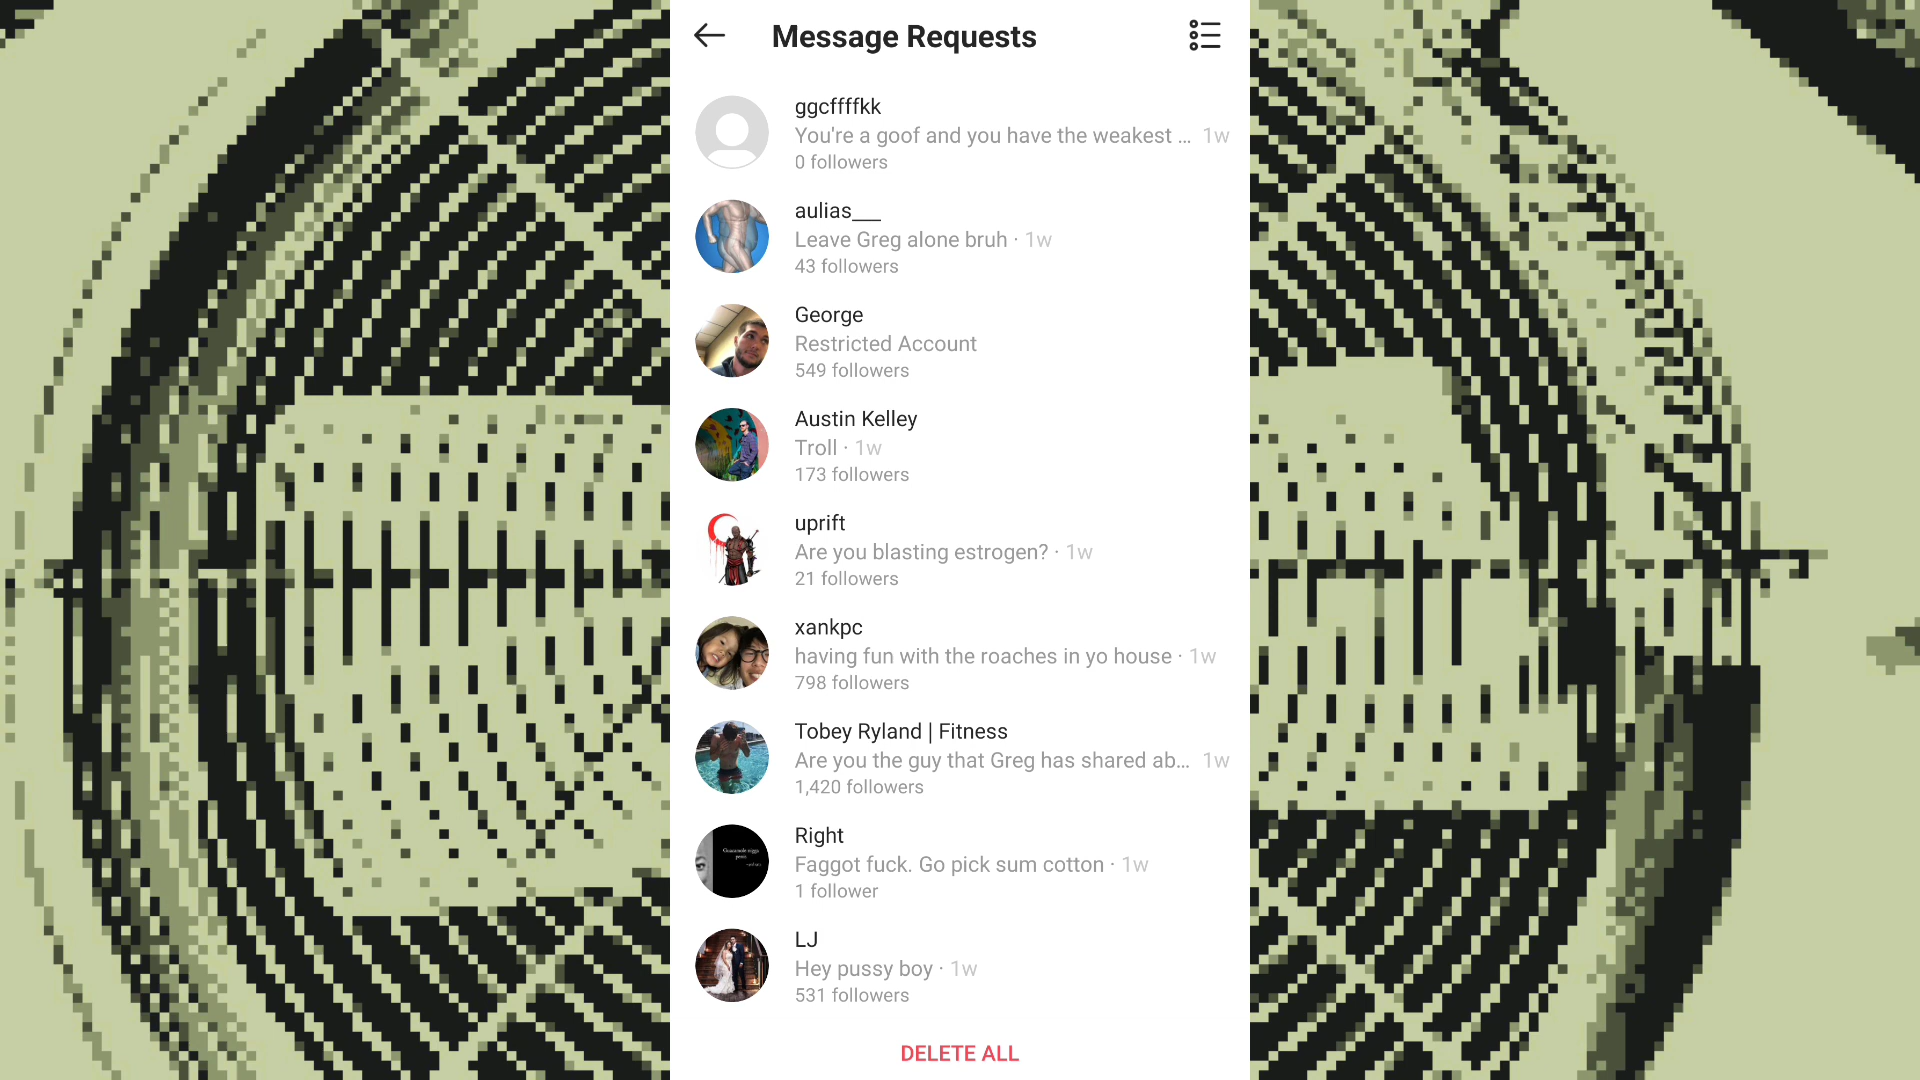 Message Requests
ggcffffkk
You're a goof and you have the weakest ... 1w
0 followers
aulias___
Leave Greg alone bruh · 1w
43 followers
George
Restricted Account
549 followers
Austin Kelley
Troll · 1w
173 followers
uprift
Are you blasting estrogen? · 1w
21 followers
xankpc
having fun with the roaches in yo house · 1w
798 followers
Tobey Ryland | Fitness
Are you the guy that Greg has shared ab... 1w
1,420 followers
Right
Faggot fuck. Go pick sum cotton · 1w
1 follower
LJ
Hey pussy boy · 1w
531 followers
DELETE ALL